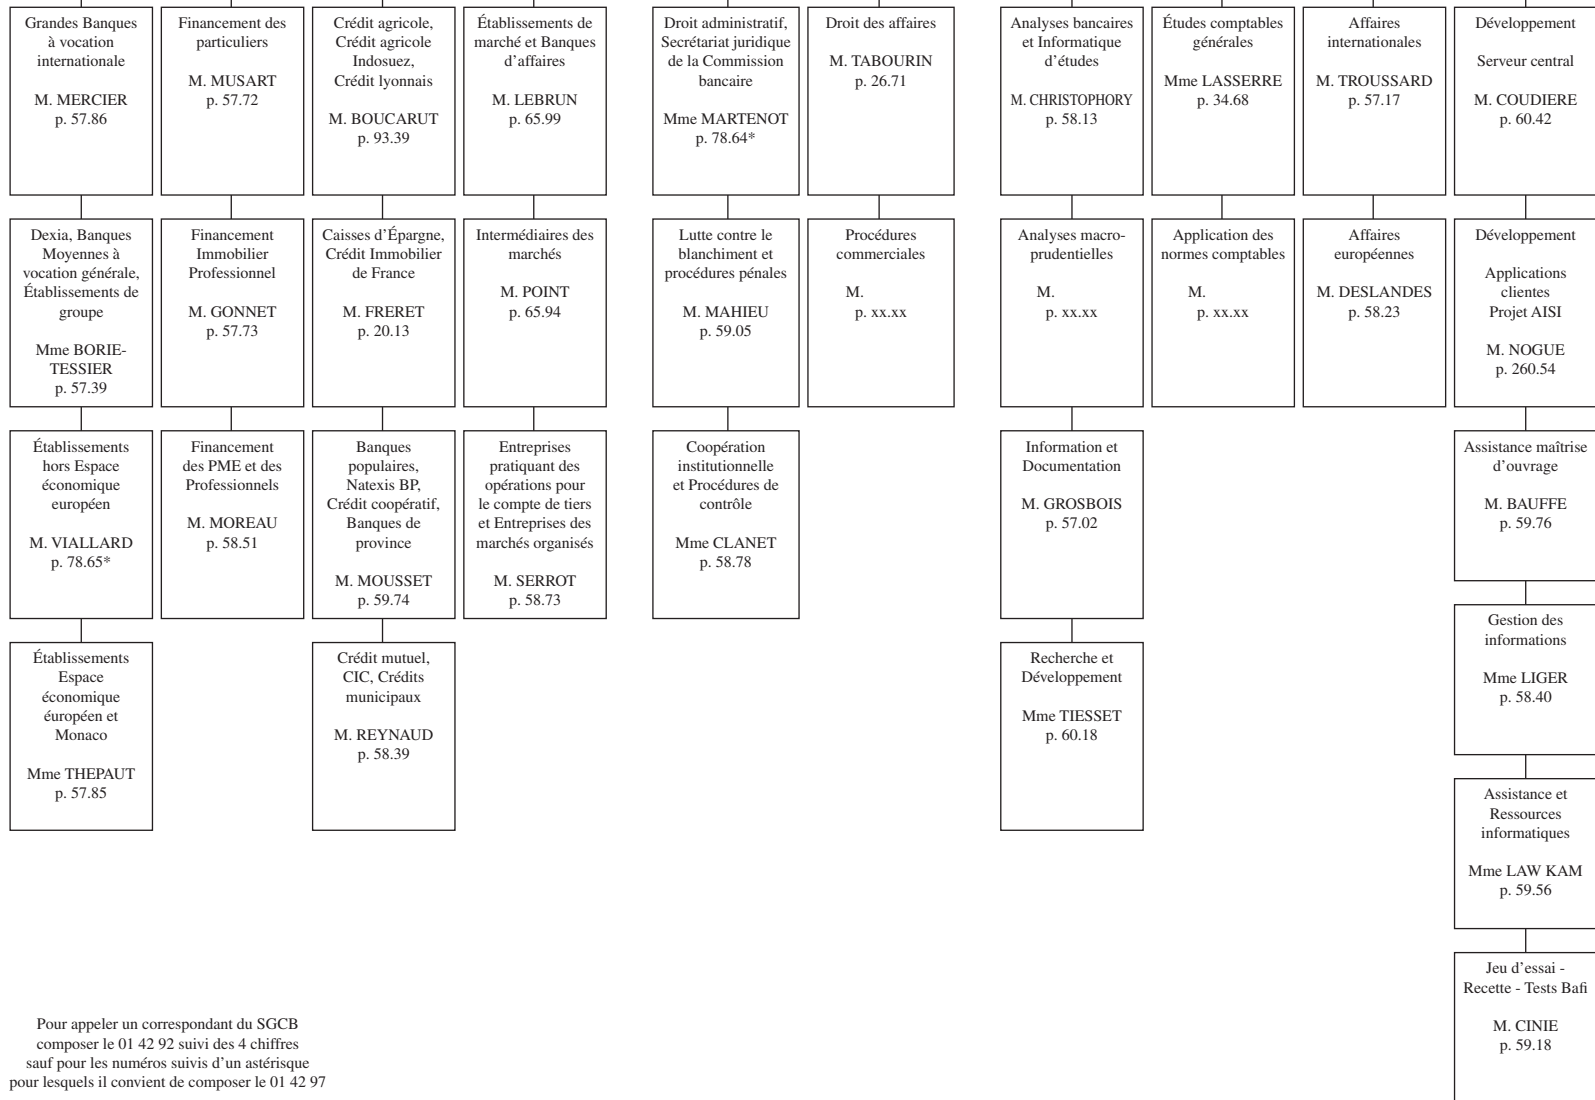 Grandes Banques
à vocation
internationale
M. MERCIER
p. 57.86
Financement des
particuliers
M. MUSART
p. 57.72
Crédit agricole,
Crédit agricole
Indosuez,
Crédit lyonnais
M. BOUCARUT
p. 93.39
Établissements de
marché et Banques
d'affaires
M. LEBRUN
p. 65.99
Droit administratif,
Secrétariat juridique
de la Commission
bancaire
Mme MARTENOT
p. 78.64*
Droit des affaires
M. TABOURIN
p. 26.71
Analyses bancaires
et Informatique
d'études
M. CHRISTOPHORY
p. 58.13
Études comptables
générales
Mme LASSERRE
p. 34.68
Affaires
internationales
M. TROUSSARD
p. 57.17
Développement
Serveur central
M. COUDIERE
p. 60.42
Dexia, Banques
Moyennes à
vocation générale,
Établissements de
groupe
Mme BORIE-
TESSIER
p. 57.39
Financement
Immobilier
Professionnel
M. GONNET
p. 57.73
Caisses d'Épargne,
Crédit Immobilier
de France
M. FRERET
p. 20.13
Intermédiaires des
marchés
M. POINT
p. 65.94
Lutte contre le
blanchiment et
procédures pénales
M. MAHIEU
p. 59.05
Procédures
commerciales
M.
p. xx.xx
Analyses macro-
prudentielles
M.
p. xx.xx
Application des
normes comptables
M.
p. xx.xx
Affaires
européennes
M. DESLANDES
p. 58.23
Développement
Applications
clientes
Projet AISI
M. NOGUE
p. 260.54
Établissements
hors Espace
économique
européen
M. VIALLARD
p. 78.65*
Financement
des PME et des
Professionnels
M. MOREAU
p. 58.51
Banques
populaires,
Natexis BP,
Crédit coopératif,
Banques de
province
M. MOUSSET
p. 59.74
Entreprises
pratiquant des
opérations pour
le compte de tiers
et Entreprises des
marchés organisés
M. SERROT
p. 58.73
Coopération
institutionnelle
et Procédures de
contrôle
Mme CLANET
p. 58.78
Information et
Documentation
M. GROSBOIS
p. 57.02
Assistance maîtrise
d'ouvrage
M. BAUFFE
p. 59.76
Établissements
Espace
économique
éuropéen et
Monaco
Mme THEPAUT
p. 57.85
Crédit mutuel,
CIC, Crédits
municipaux
M. REYNAUD
p. 58.39
Recherche et
Développement
Mme TIESSET
p. 60.18
Gestion des
informations
Mme LIGER
p. 58.40
Assistance et
Ressources
informatiques
Mme LAW KAM
p. 59.56
Jeu d'essai -
Recette - Tests Bafi
M. CINIE
p. 59.18
Pour appeler un correspondant du SGCB
composer le 01 42 92 suivi des 4 chiffres
sauf pour les numéros suivis d'un astérisque
pour lesquels il convient de composer le 01 42 97